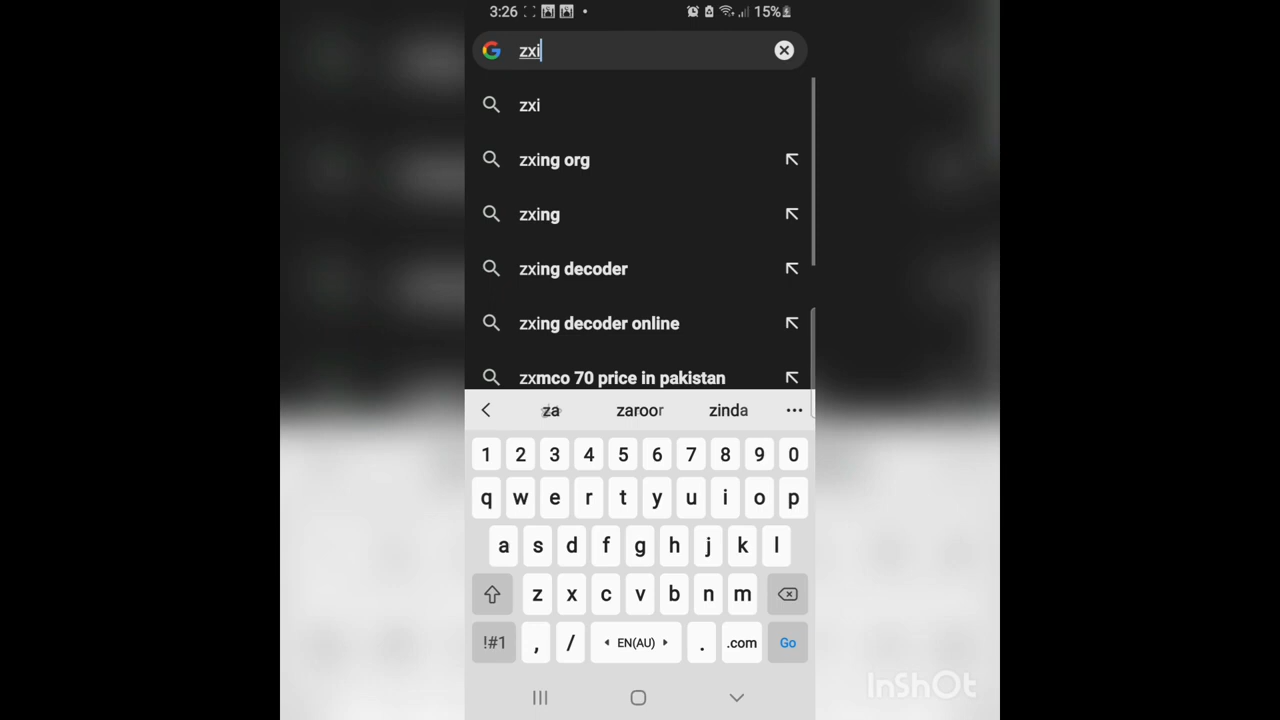 3:26 15%
zxi
zxi
zxing org
zxing
zxing decoder
zxing decoder online
zxmco 70 price in pakistan
za zaroor zinda
1 2 3 4 5 6 7 8 9 0
q w e r t y u i o p
a s d f g h j k l
z x c v b n m
!#1 , / EN(AU) . .com Go
InShOt